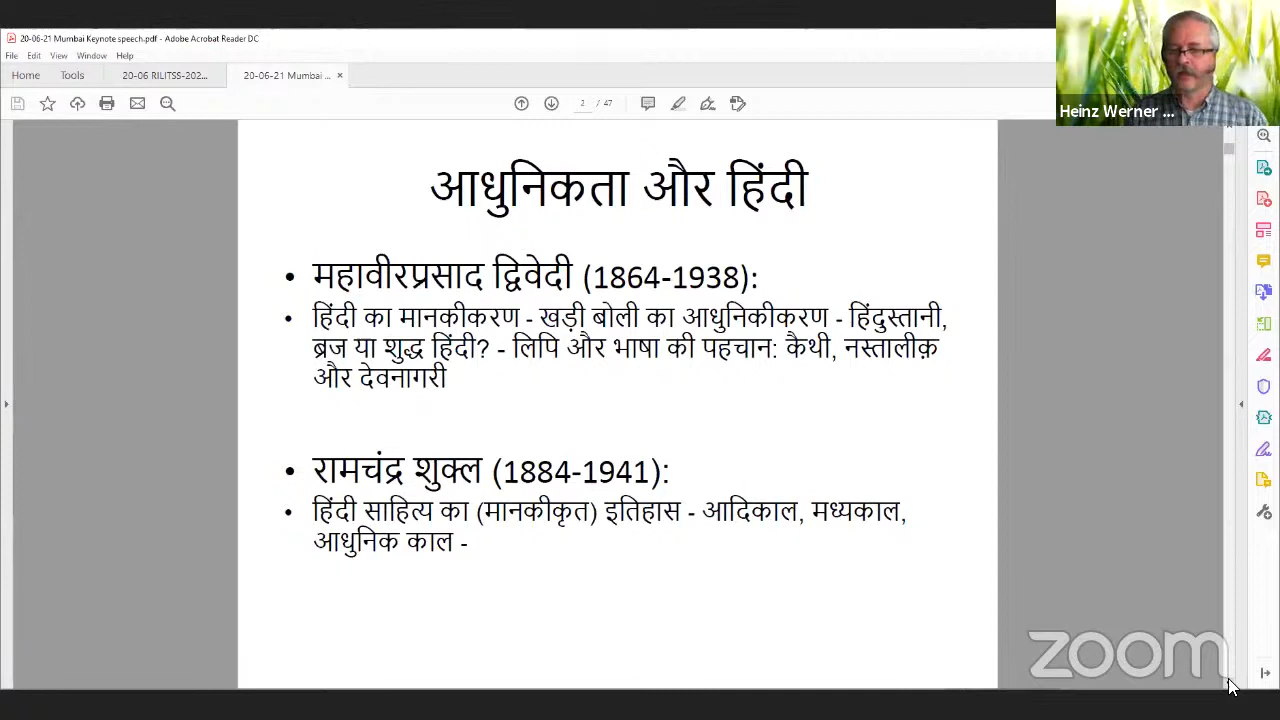 20-06-21 Mumbai Keynote speech.pdf - Adobe Acrobat Reader DC
File Edit View Window Help
Home Tools 20-06 RILITSS-202... 20-06-21 Mumbai ... ×
2 / 47
Heinz Werner ...
आधुनिकता और हिंदी
• महावीरप्रसाद द्विवेदी (1864-1938):
• हिंदी का मानकीकरण - खड़ी बोली का आधुनिकीकरण - हिंदुस्तानी,
ब्रज या शुद्ध हिंदी? - लिपि और भाषा की पहचान: कैथी, नस्तालीक़
और देवनागरी
• रामचंद्र शुक्ल (1884-1941):
• हिंदी साहित्य का (मानकीकृत) इतिहास - आदिकाल, मध्यकाल,
आधुनिक काल -
zoom